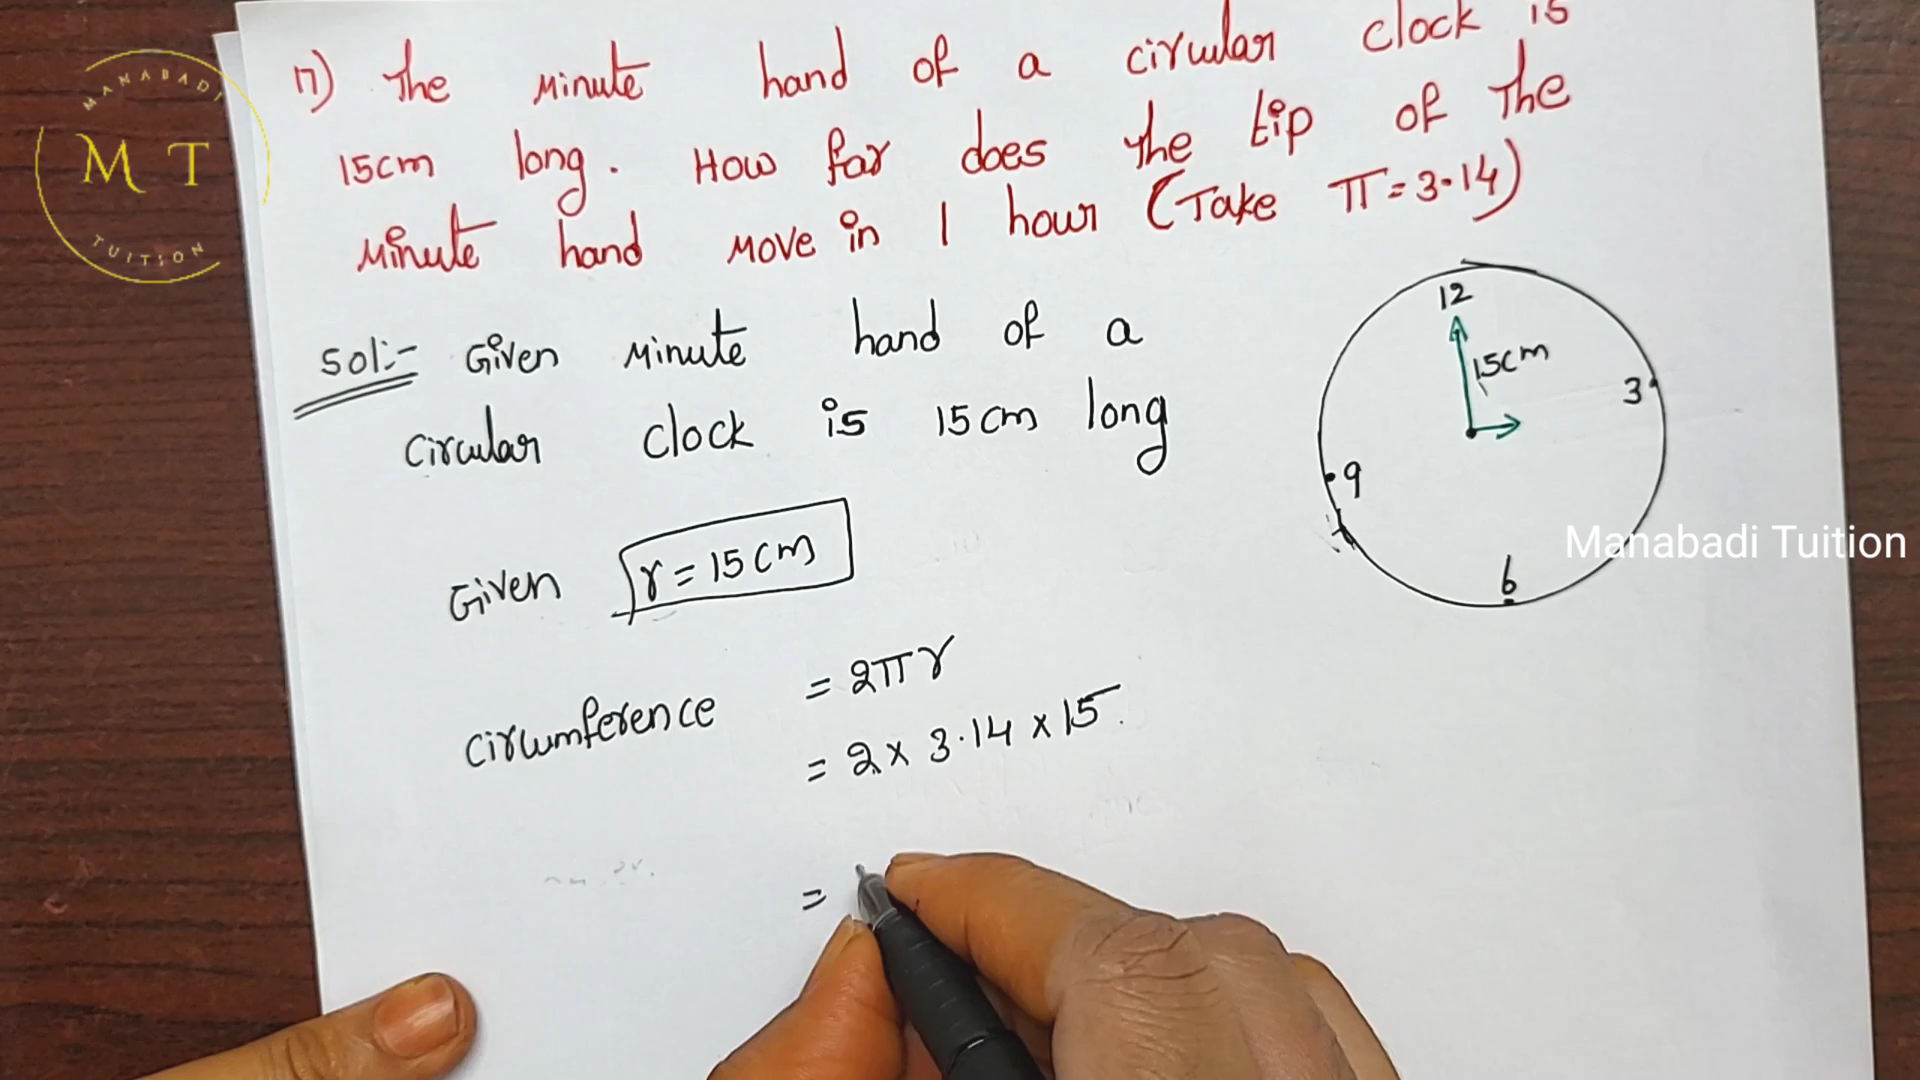 MANABADI
M T
TUITION
17) The minute hand of a circular clock is
15cm long. How far does the tip of the
minute hand move in 1 hour (Take π=3.14)
Sol:- Given minute hand of a
circular clock is 15cm long
12
15cm
3
9
6
Given r=15cm
Manabadi Tuition
circumference = 2πr
= 2 x 3.14 x 15
=